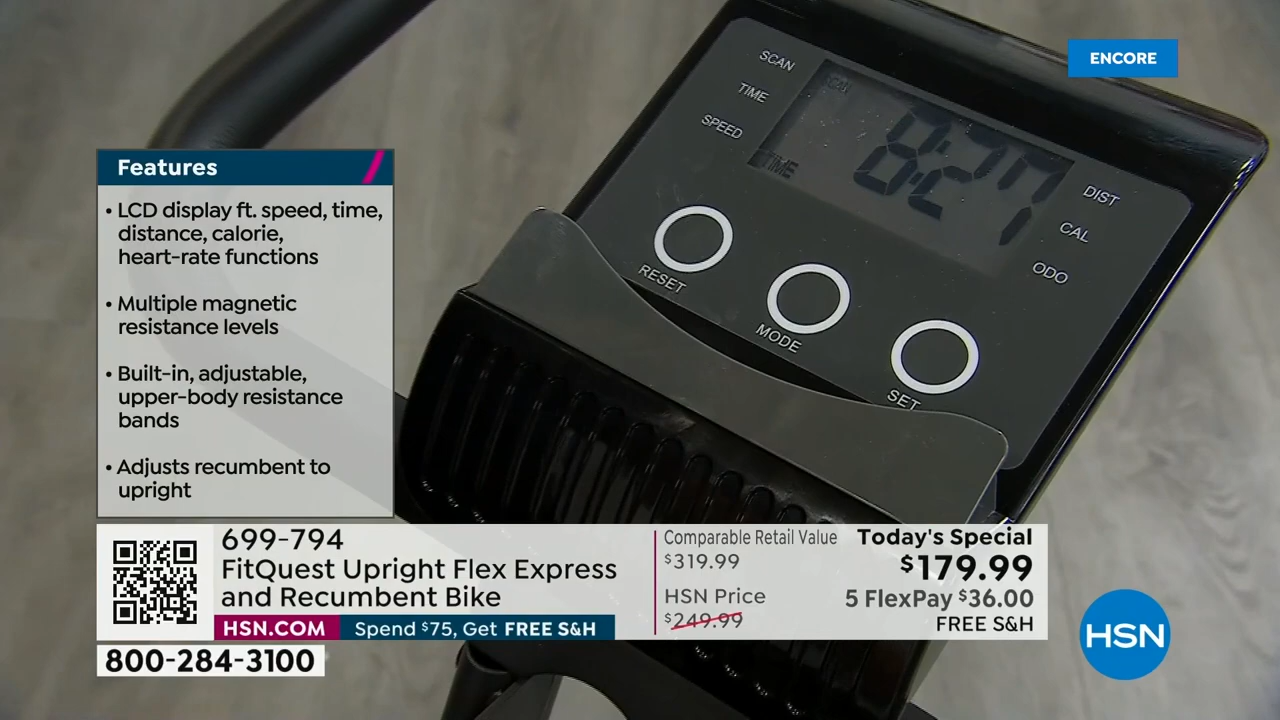 ENCORE
SCAN
TIME
SPEED
TIME
8:27
DIST
CAL
ODO
RESET
MODE
SET
Features
• LCD display ft. speed, time,
distance, calorie,
heart-rate functions
• Multiple magnetic
resistance levels
• Built-in, adjustable,
upper-body resistance
bands
• Adjusts recumbent to
upright
699-794
FitQuest Upright Flex Express
and Recumbent Bike
HSN.COM Spend $75, Get FREE S&H
800-284-3100
Comparable Retail Value
$319.99
HSN Price
$249.99
Today's Special
$179.99
5 FlexPay $36.00
FREE S&H
HSN